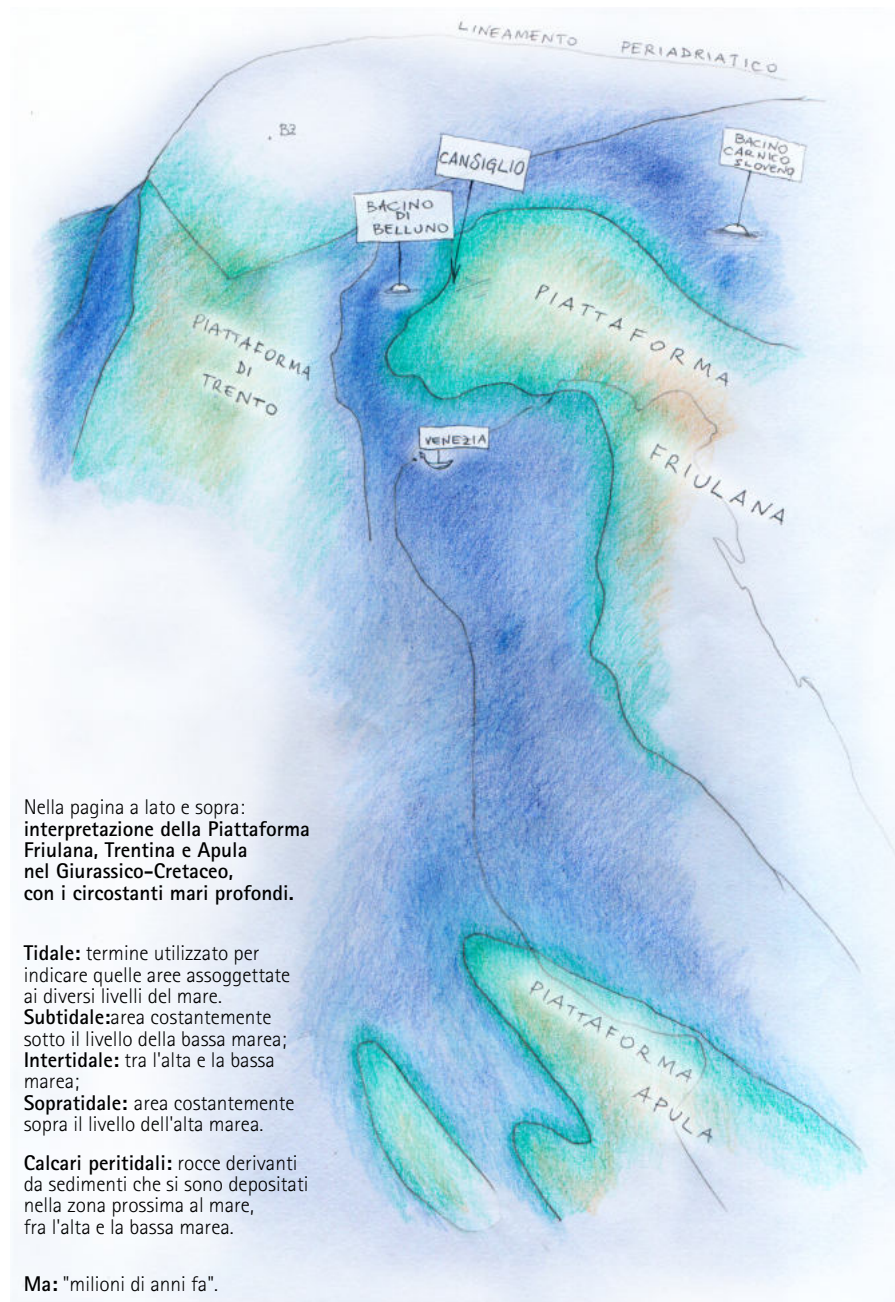 LINEAMENTO PERIADRIATICO
BZ
CANSIGLIO
BACINO
CARNICO
SLOVENO
BACINO
DI
BELLUNO
PIATTAFORMA
FRIULANA
PIATTAFORMA
DI
TRENTO
VENEZIA
Nella pagina a lato e sopra:
interpretazione della Piattaforma
Friulana, Trentina e Apula
nel Giurassico-Cretaceo,
con i circostanti mari profondi.
Tidale: termine utilizzato per
indicare quelle aree assoggettate
ai diversi livelli del mare.
Subtidale:area costantemente
sotto il livello della bassa marea;
Intertidale: tra l'alta e la bassa
marea;
Sopratidale: area costantemente
sopra il livello dell'alta marea.
Calcari peritidali: rocce derivanti
da sedimenti che si sono depositati
nella zona prossima al mare,
fra l'alta e la bassa marea.
Ma: "milioni di anni fa".
PIATTAFORMA
APULA